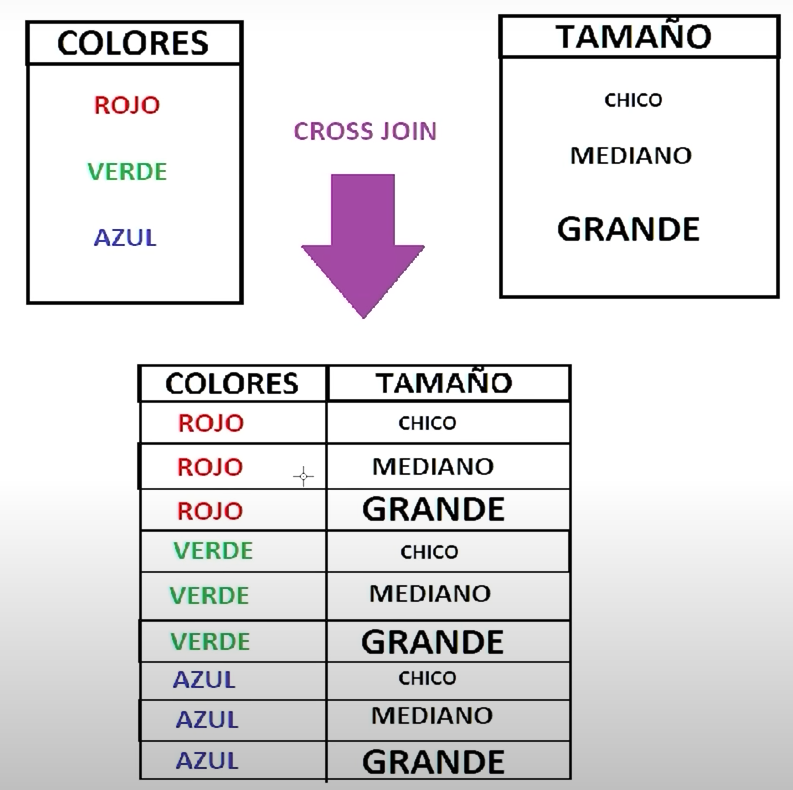 COLORES
ROJO
VERDE
AZUL
CROSS JOIN
TAMAÑO
CHICO
MEDIANO
GRANDE
COLORES TAMAÑO
ROJO CHICO
ROJO MEDIANO
ROJO GRANDE
VERDE CHICO
VERDE MEDIANO
VERDE GRANDE
AZUL CHICO
AZUL MEDIANO
AZUL GRANDE